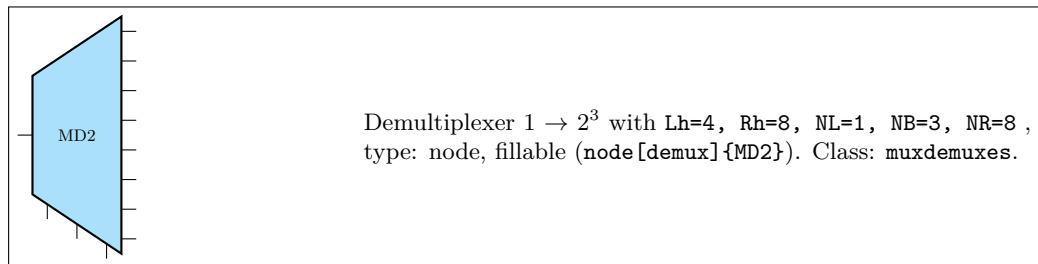 MD2
Demultiplexer 1 → 2³ with Lh=4, Rh=8, NL=1, NB=3, NR=8 ,
type: node, fillable (node[demux]{MD2}). Class: muxdemuxes.